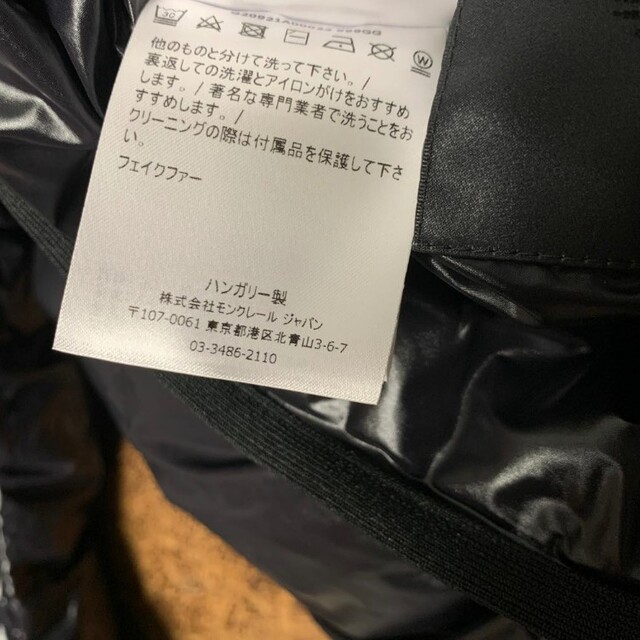 他のものと分けて洗って下さい。/
裏返しての洗濯とアイロンがけをおすすめ
します。/ 著名な専門業者で洗うことをお
すすめします。/
クリーニングの際は付属品を保護して下さ
い。
フェイクファー
ハンガリー製
株式会社モンクレール ジャパン
〒107-0061 東京都港区北青山3-6-7
03-3486-2110